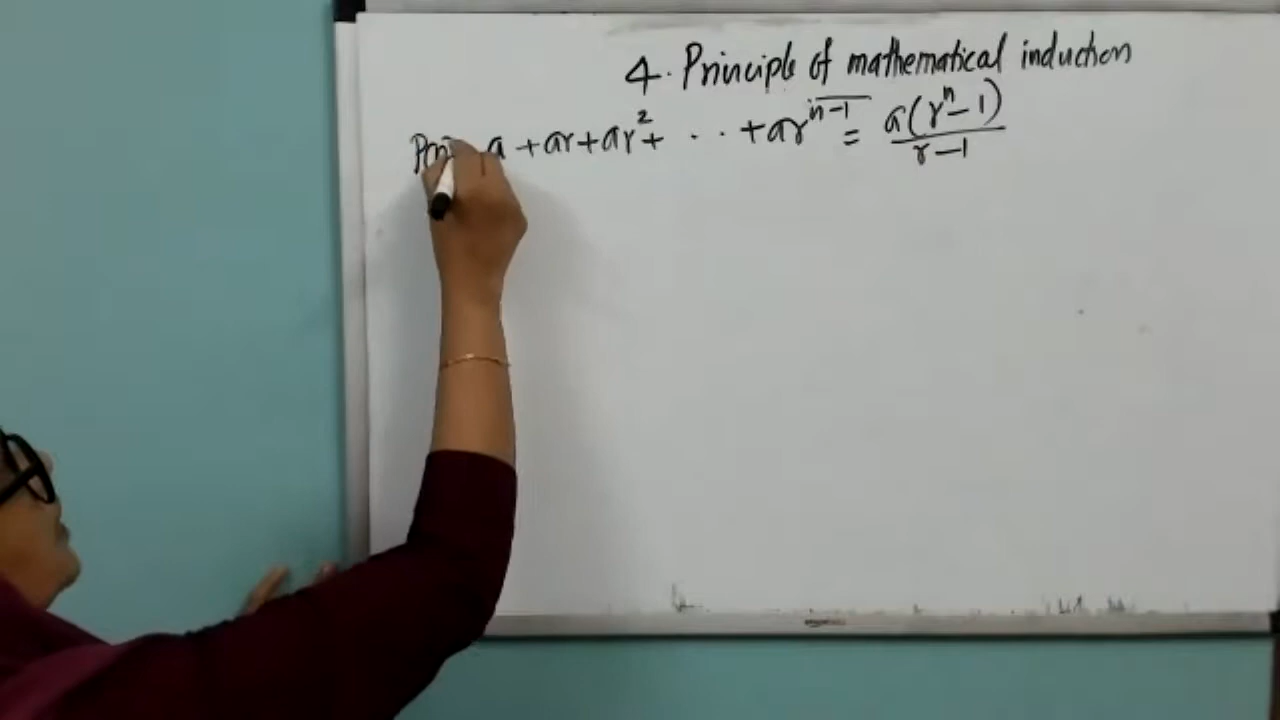 4. Principle of mathematical induction
a + ar + ar² + . . + arⁿ⁻¹ = a(rⁿ-1)/r-1